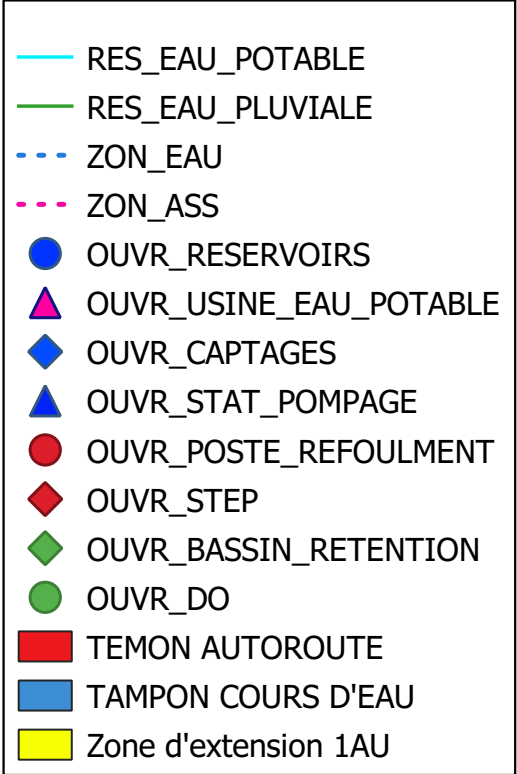 RES_EAU_POTABLE
RES_EAU_PLUVIALE
ZON_EAU
ZON_ASS
OUVR_RESERVOIRS
OUVR_USINE_EAU_POTABLE
OUVR_CAPTAGES
OUVR_STAT_POMPAGE
OUVR_POSTE_REFOULMENT
OUVR_STEP
OUVR_BASSIN_RETENTION
OUVR_DO
TEMON AUTOROUTE
TAMPON COURS D'EAU
Zone d'extension 1AU